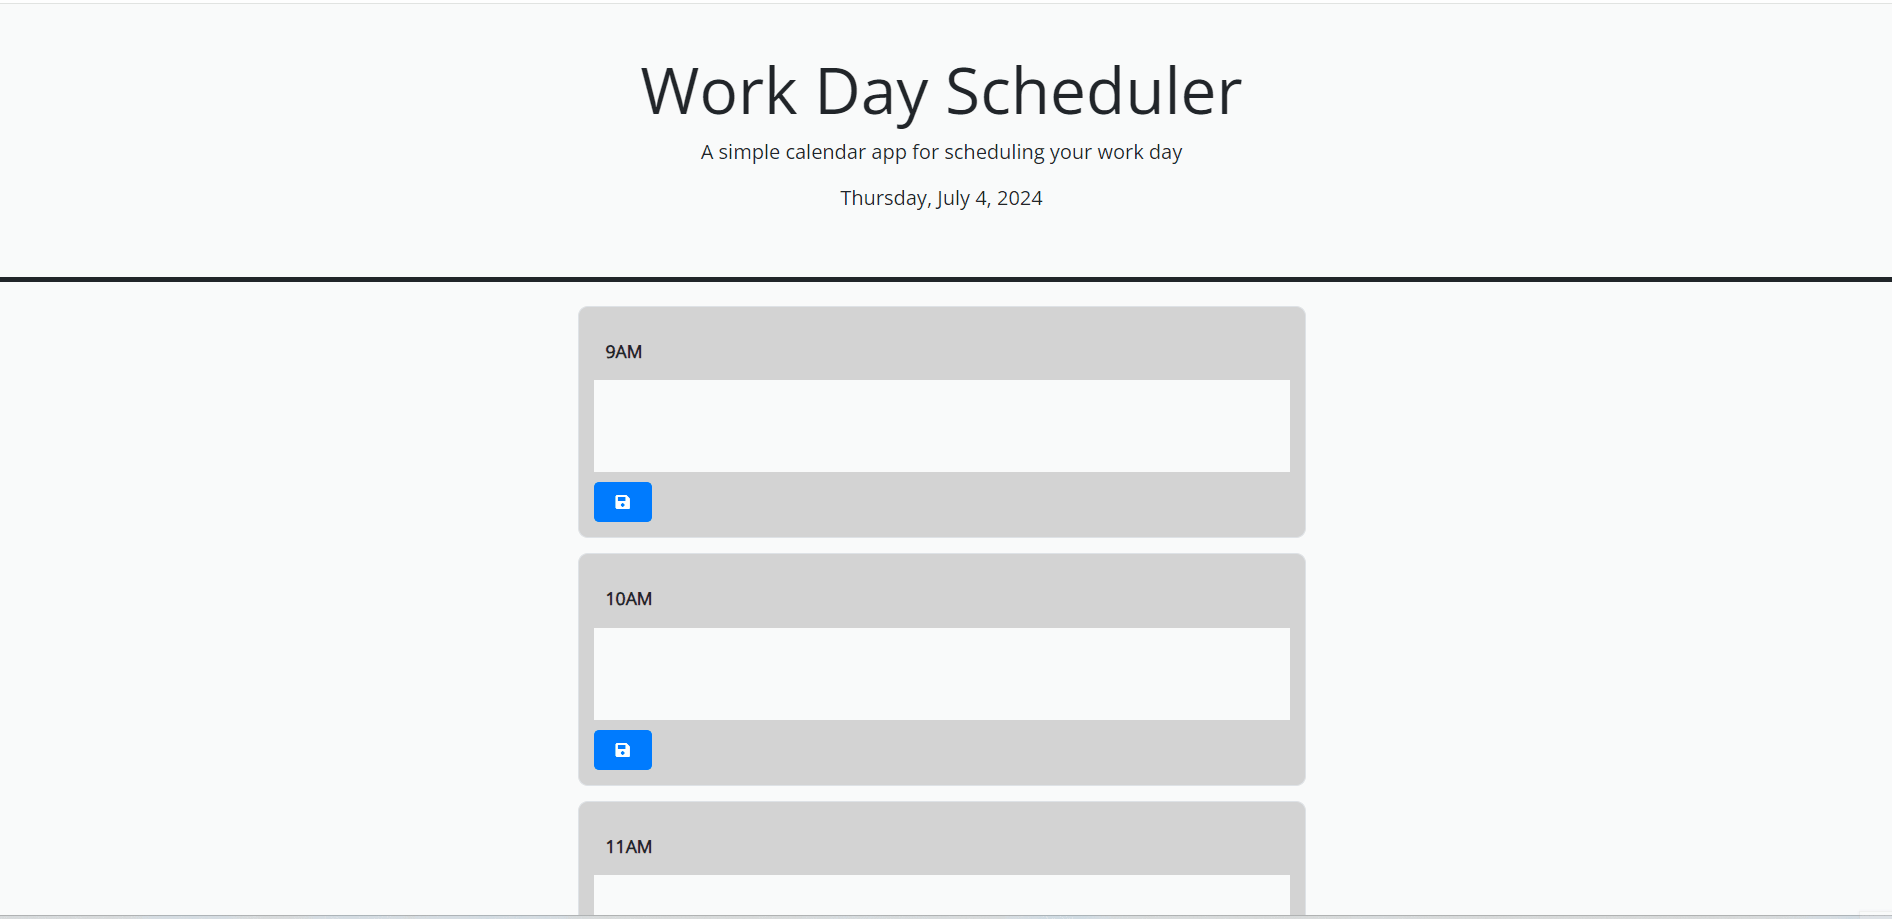 Work Day Scheduler
A simple calendar app for scheduling your work day
Thursday, July 4, 2024
9AM
10AM
11AM